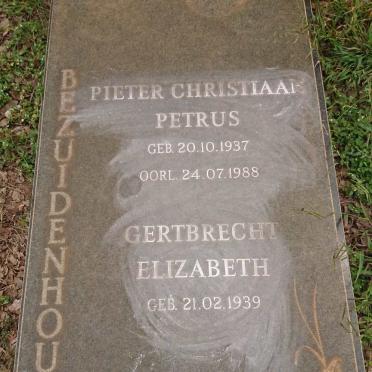 BEZUIDENHOU
PIETER CHRISTIAAN
PETRUS
GEB. 20.10.1937
OORL. 24.07.1988
GERTBRECHT
ELIZABETH
GEB. 21.02.1939